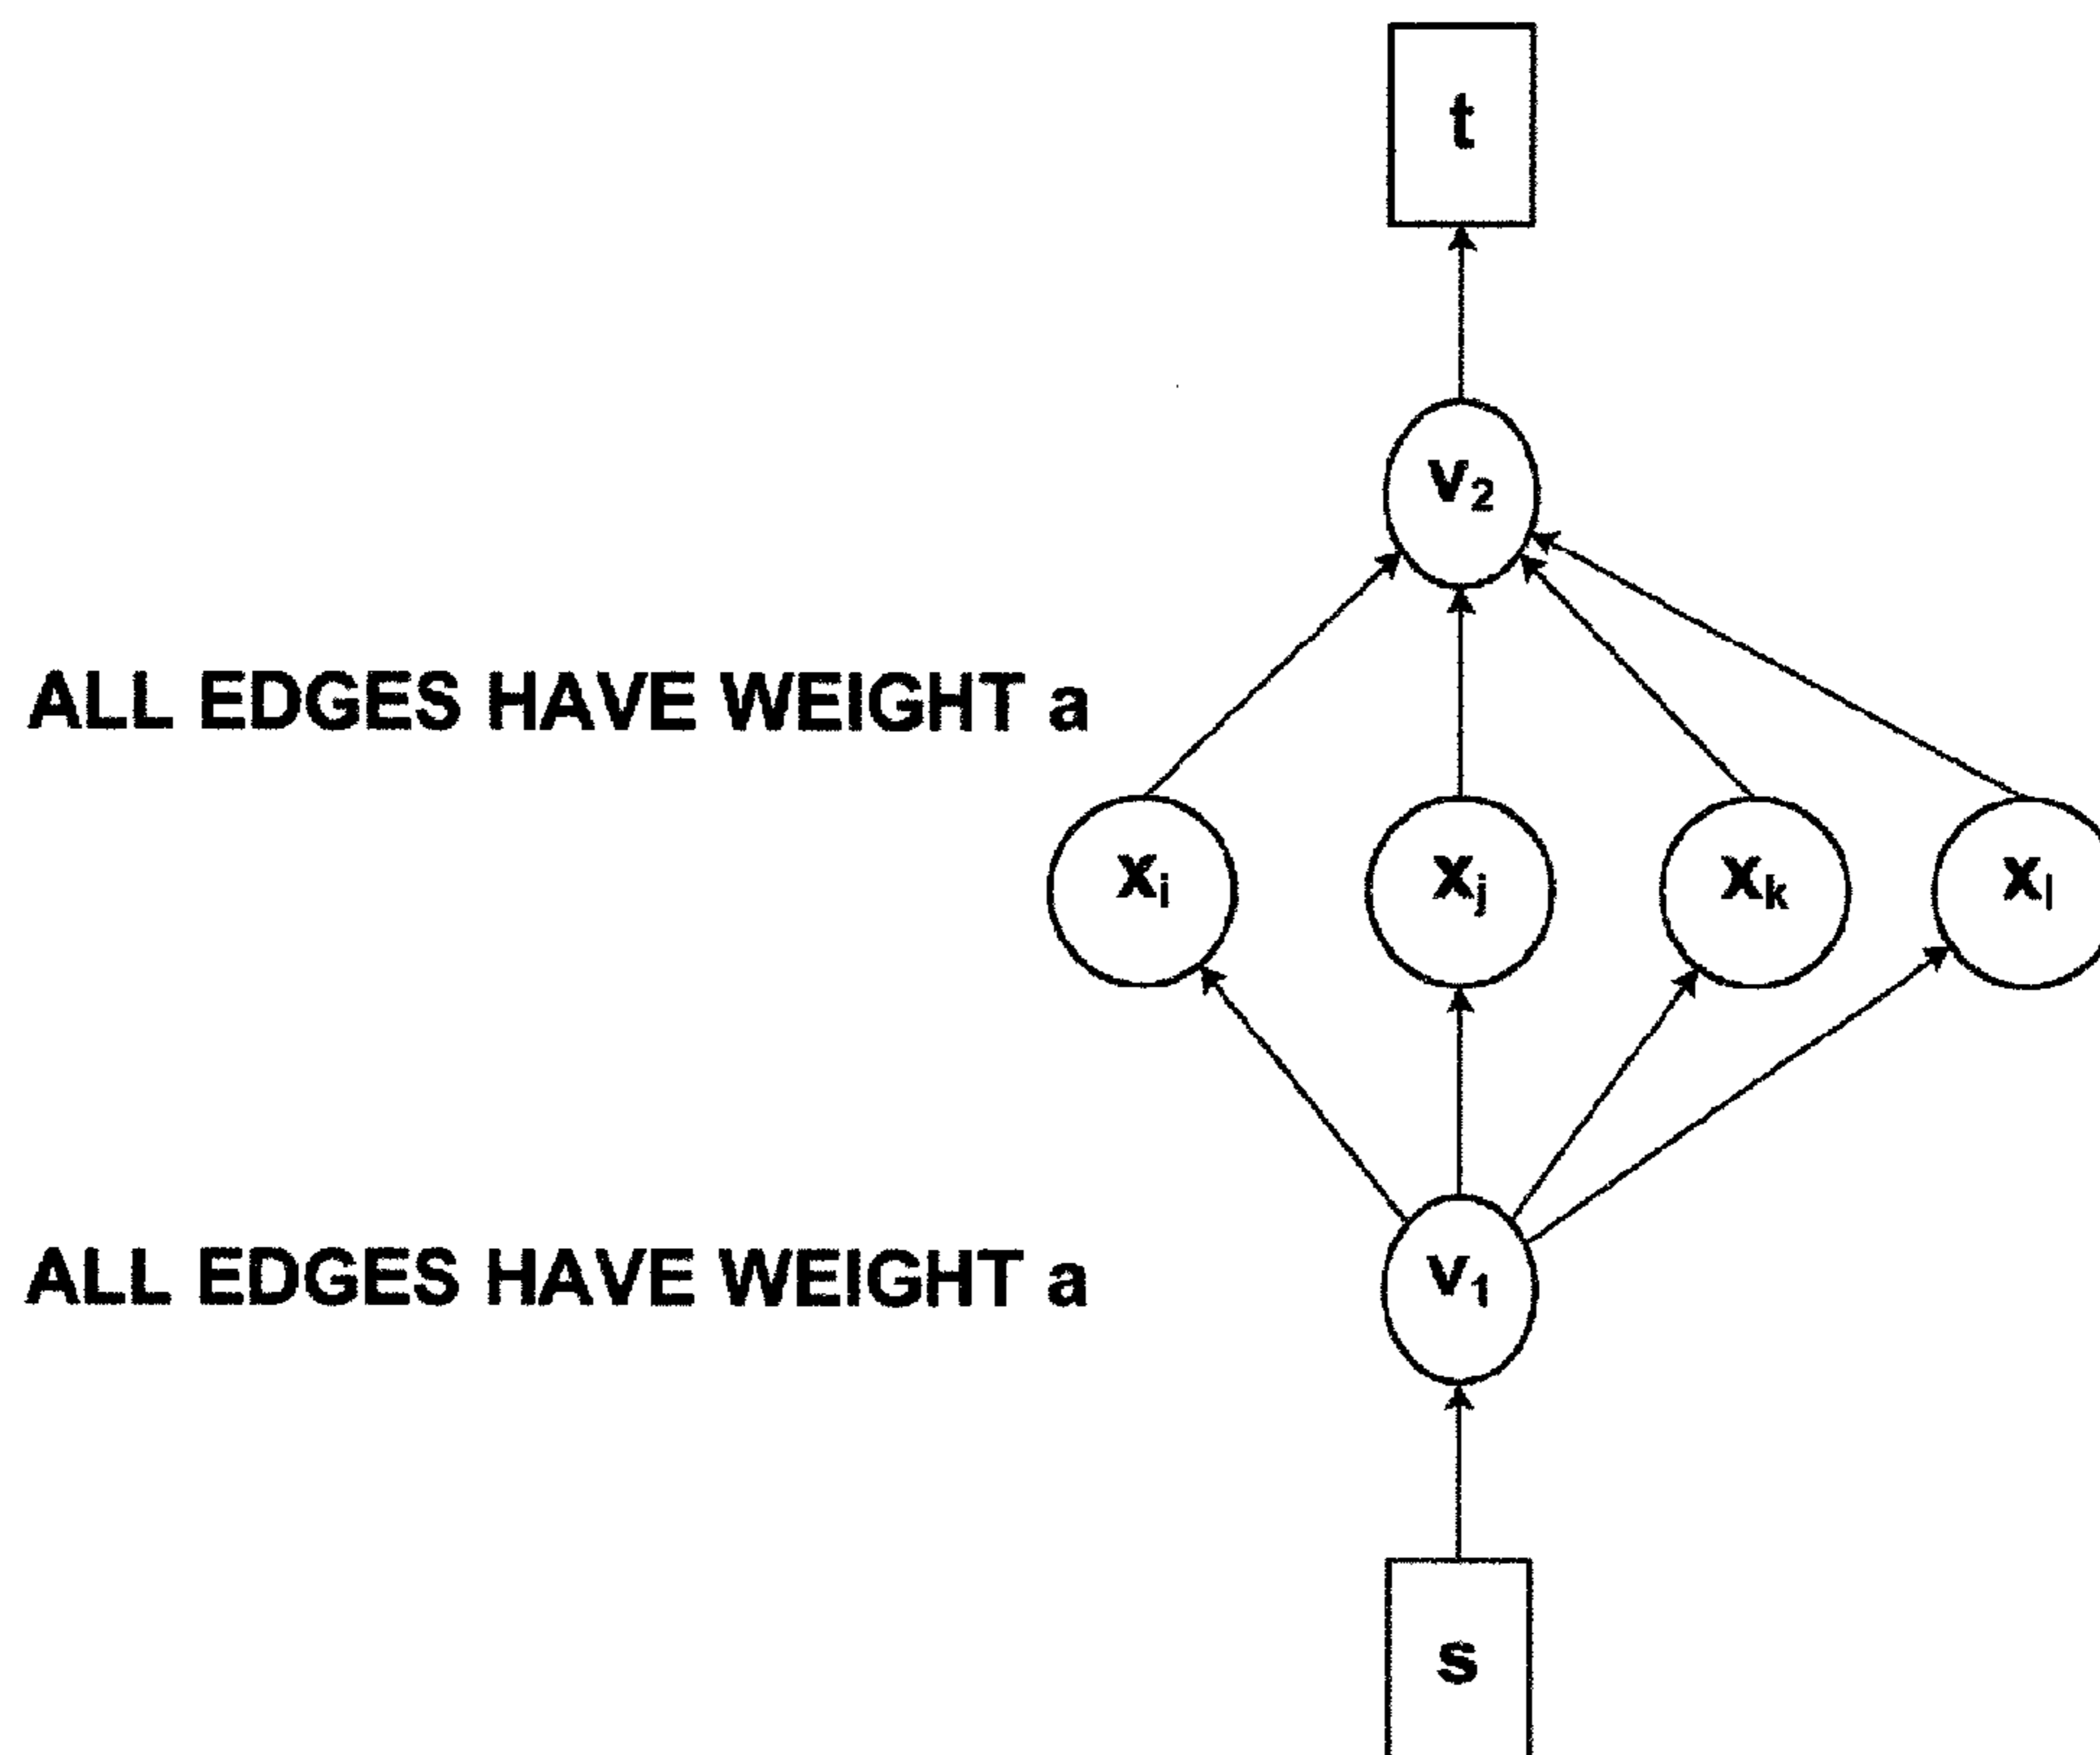 t
v₂
ALL EDGES HAVE WEIGHT a
xᵢ xⱼ xₖ xₗ
ALL EDGES HAVE WEIGHT a
v₁
s